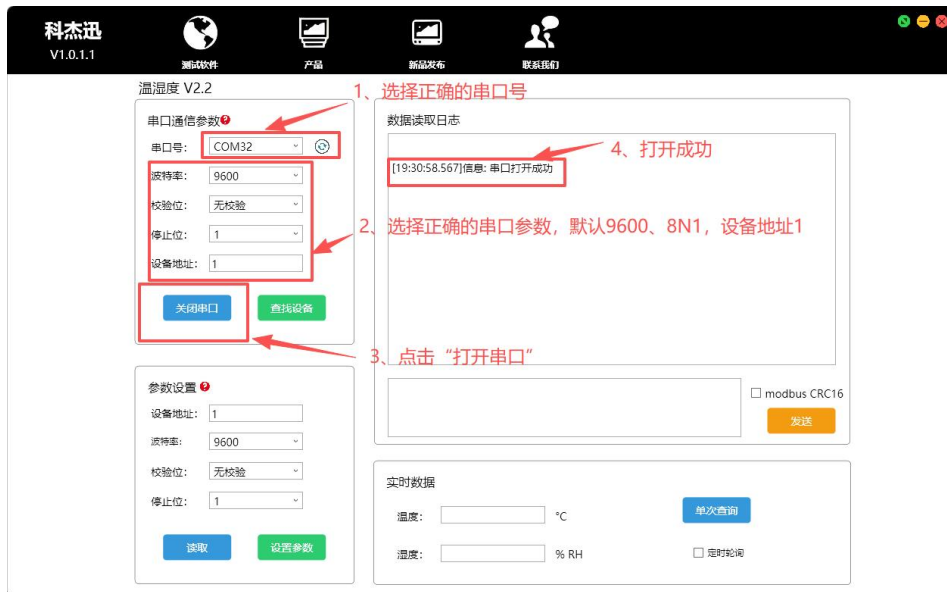 科杰迅
V1.0.1.1
测试软件
产品
新品发布
联系我们
温湿度 V2.2
1、选择正确的串口号
串口通信参数
串口号: COM32
波特率: 9600
校验位: 无校验
停止位: 1
设备地址: 1
关闭串口 查找设备
2、选择正确的串口参数，默认9600、8N1，设备地址1
3、点击“打开串口”
数据读取日志
4、打开成功
[19:30:58.567]信息: 串口打开成功
modbus CRC16
发送
参数设置
设备地址: 1
波特率: 9600
校验位: 无校验
停止位: 1
读取 设置参数
实时数据
温度: °C
单次查询
湿度: % RH
定时轮询